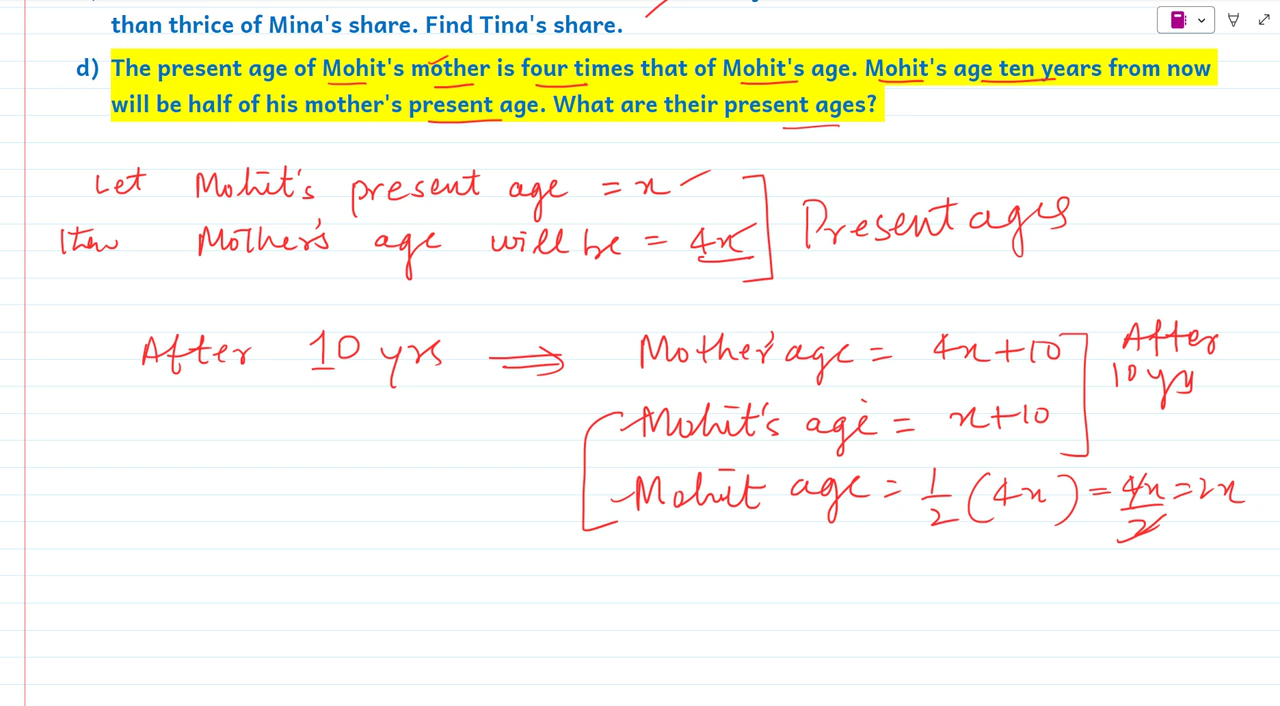 than thrice of Mina's share. Find Tina's share.
d) The present age of Mohit's mother is four times that of Mohit's age. Mohit's age ten years from now
will be half of his mother's present age. What are their present ages?
Let Mohit's present age = x
then Mother's age will be = 4x
Present ages
After 10 yrs ⇒ Mother's age = 4x+10
Mohit's age = x+10
After
10 yrs
Mohit age = 1/2 (4x) = 4x/2 = 2x